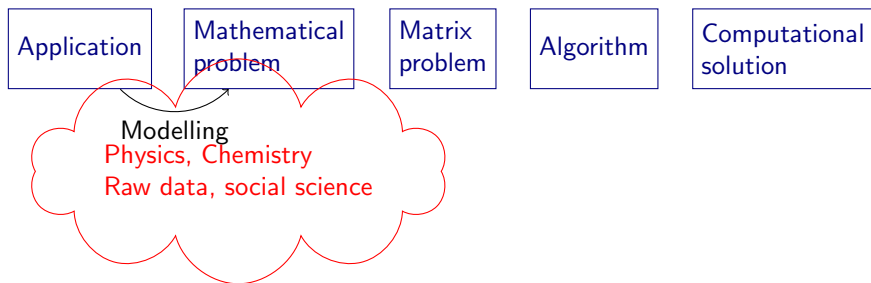 Application
Mathematical
problem
Matrix
problem
Algorithm
Computational
solution
Modelling
Physics, Chemistry
Raw data, social science